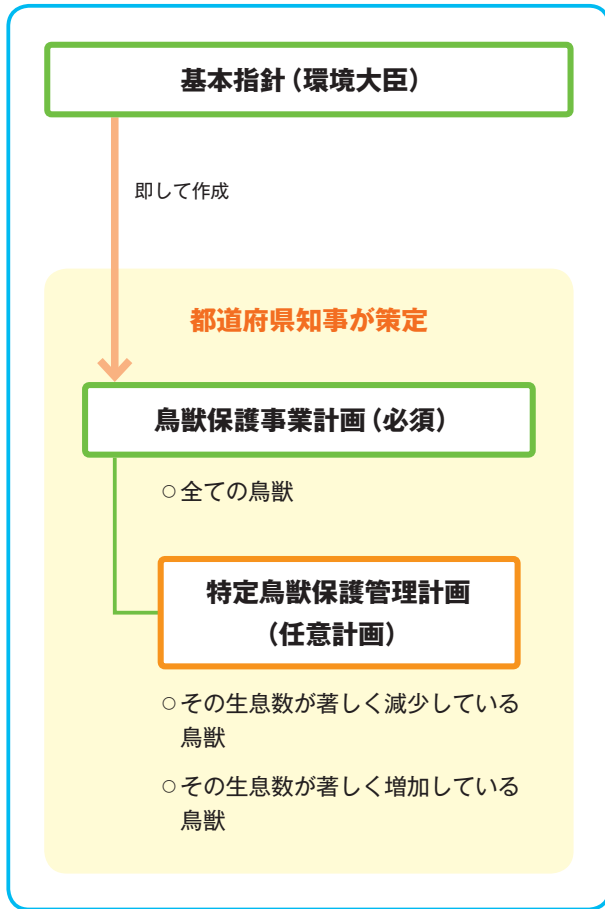 基本指針（環境大臣）
即して作成
都道府県知事が策定
鳥獣保護事業計画（必須）
○全ての鳥獣
特定鳥獣保護管理計画
（任意計画）
○その生息数が著しく減少している
鳥獣
○その生息数が著しく増加している
鳥獣